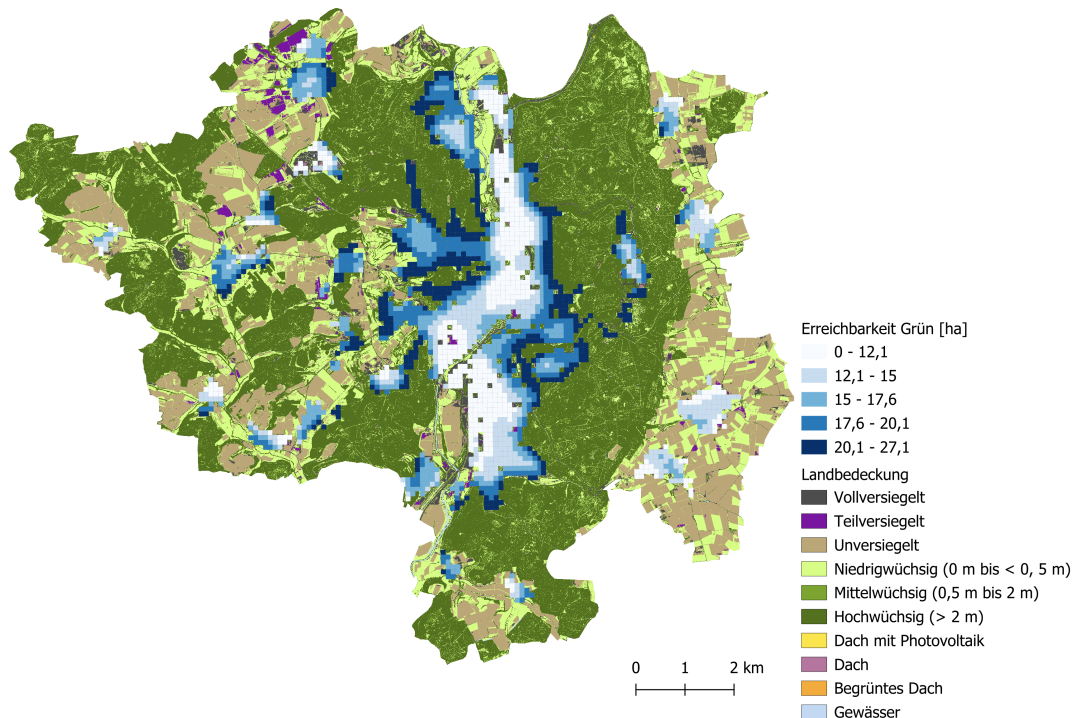 Erreichbarkeit Grün [ha]
0 - 12,1
12,1 - 15
15 - 17,6
17,6 - 20,1
20,1 - 27,1
Landbedeckung
Vollversiegelt
Teilversiegelt
Unversiegelt
Niedrigwüchsig (0 m bis < 0, 5 m)
Mittelwüchsig (0,5 m bis 2 m)
Hochwüchsig (> 2 m)
Dach mit Photovoltaik
Dach
Begrüntes Dach
Gewässer
0 1 2 km